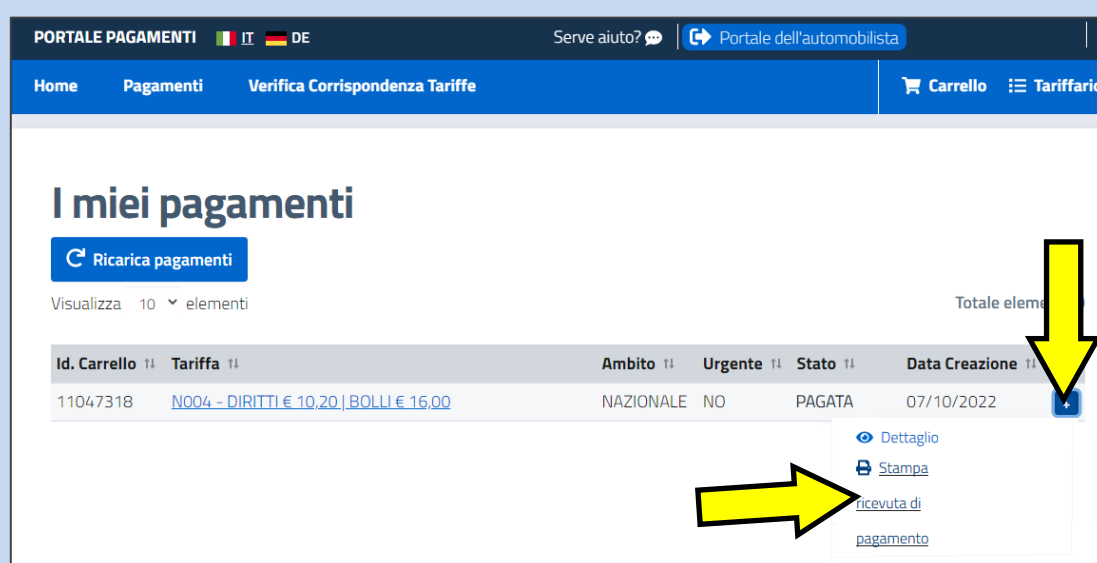 PORTALE PAGAMENTI IT DE Serve aiuto? Portale dell'automobilista
Home Pagamenti Verifica Corrispondenza Tariffe Carrello Tariffario
I miei pagamenti
Ricarica pagamenti
Visualizza 10 elementi Totale
Id. Carrello Tariffa Ambito Urgente Stato Data Creazione
11047318 N004 - DIRITTI € 10,20 | BOLLI € 16,00 NAZIONALE NO PAGATA 07/10/2022 +
Dettaglio
Stampa
ricevuta di
pagamento